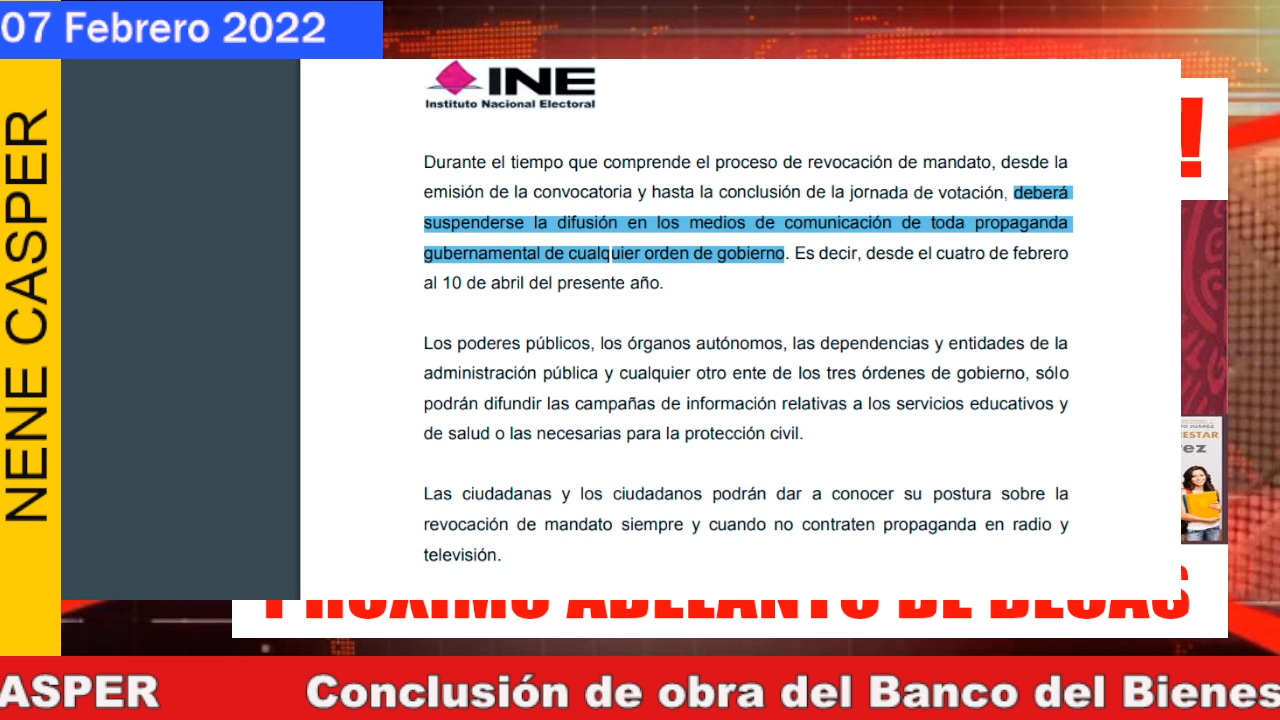 07 Febrero 2022
NENE CASPER
INE
Instituto Nacional Electoral
!
Durante el tiempo que comprende el proceso de revocación de mandato, desde la
emisión de la convocatoria y hasta la conclusión de la jornada de votación, deberá
suspenderse la difusión en los medios de comunicación de toda propaganda
gubernamental de cualquier orden de gobierno. Es decir, desde el cuatro de febrero
al 10 de abril del presente año.
Los poderes públicos, los órganos autónomos, las dependencias y entidades de la
administración pública y cualquier otro ente de los tres órdenes de gobierno, sólo
podrán difundir las campañas de información relativas a los servicios educativos y
de salud o las necesarias para la protección civil.
Las ciudadanas y los ciudadanos podrán dar a conocer su postura sobre la
revocación de mandato siempre y cuando no contraten propaganda en radio y
televisión.
ESTAR
ez
PROXIMO ADELANTO DE BECAS
ASPER Conclusión de obra del Banco del Bienes